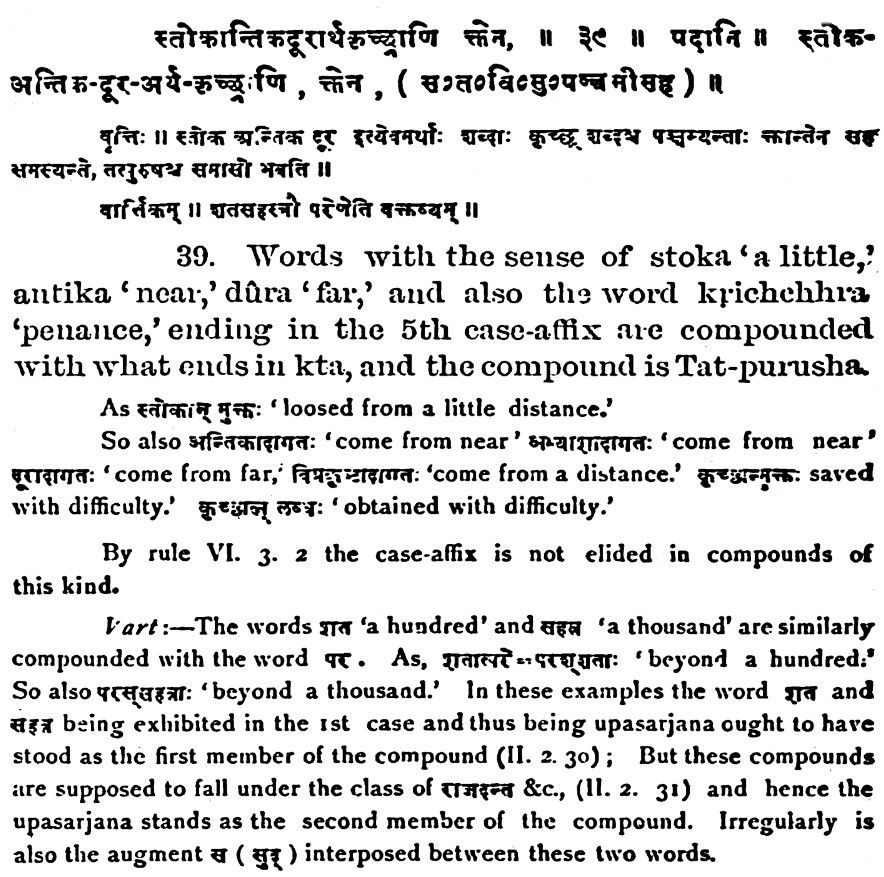 स्तोकान्तिकदूरार्थकृच्छ्राणि क्तेन, ॥ ३९ ॥ पदानि ॥ स्तोक-
अन्तिक-दूर-अर्थ-कृच्छ्राणि , क्तेन , ( स०त०वि०सु०पञ्चमीसह ) ॥
वृत्तिः ॥ स्तोक अन्तिक दूर इत्येवमर्थाः शब्दाः कृच्छ्र शब्दश्च पञ्चम्यन्ताः क्तान्तेन सह
समस्यन्ते, तत्पुरुषश्च समासो भवति ॥
वार्त्तिकम् ॥ शतसहस्रौ परेणेति वक्तव्यम् ॥
39. Words with the sense of stoka ‘a little,’
antika ‘near,’ dûra ‘far,’ and also the word kṛichchhra
‘penance,’ ending in the 5th case-affix are compounded
with what ends in kta, and the compound is Tat-purusha.
As स्तोकान् मुक्तः ‘loosed from a little distance.’
So also अन्तिकादागतः ‘come from near’ अभ्याशादागतः ‘come from near’
दूरादागतः ‘come from far,’ विप्रकृष्टादागतः ‘come from a distance.’ कृच्छ्रान्मुक्तः saved
with difficulty.’ कृच्छ्राल् लब्धः ‘obtained with difficulty.’
By rule VI. 3. 2 the case-affix is not elided in compounds of
this kind.
Vart:—The words शत ‘a hundred’ and सहस्र ‘a thousand’ are similarly
compounded with the word पर . As, शतात्परे = परश्शताः ‘beyond a hundred.’
So also परस्सहस्राः ‘beyond a thousand.’ In these examples the word शत and
सहस्र being exhibited in the 1st case and thus being upasarjana ought to have
stood as the first member of the compound (II. 2. 30) ; But these compounds
are supposed to fall under the class of राजदन्त &c., (II. 2. 31) and hence the
upasarjana stands as the second member of the compound. Irregularly is
also the augment स ( सुट् ) interposed between these two words.